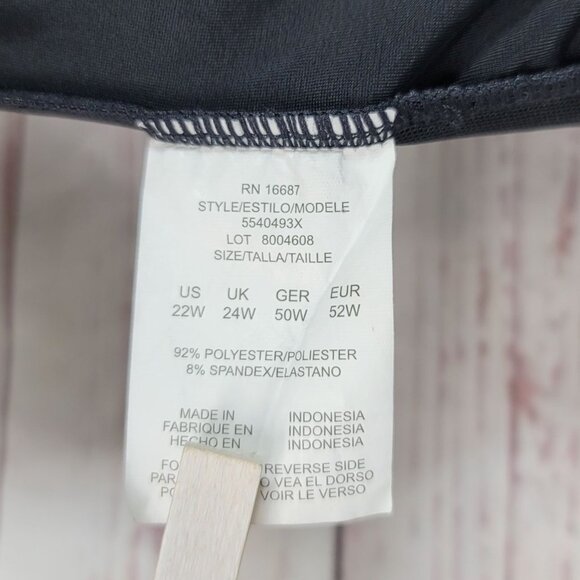 RN 16687
STYLE/ESTILO/MODELE
5540493X
LOT 8004608
SIZE/TALLA/TAILLE
US UK GER EUR
22W 24W 50W 52W
92% POLYESTER/POLIESTER
8% SPANDEX/ELASTANO
MADE IN INDONESIA
FABRIQUE EN INDONESIA
HECHO EN INDONESIA
REVERSE SIDE
VEA EL DORSO
VOIR LE VERSO